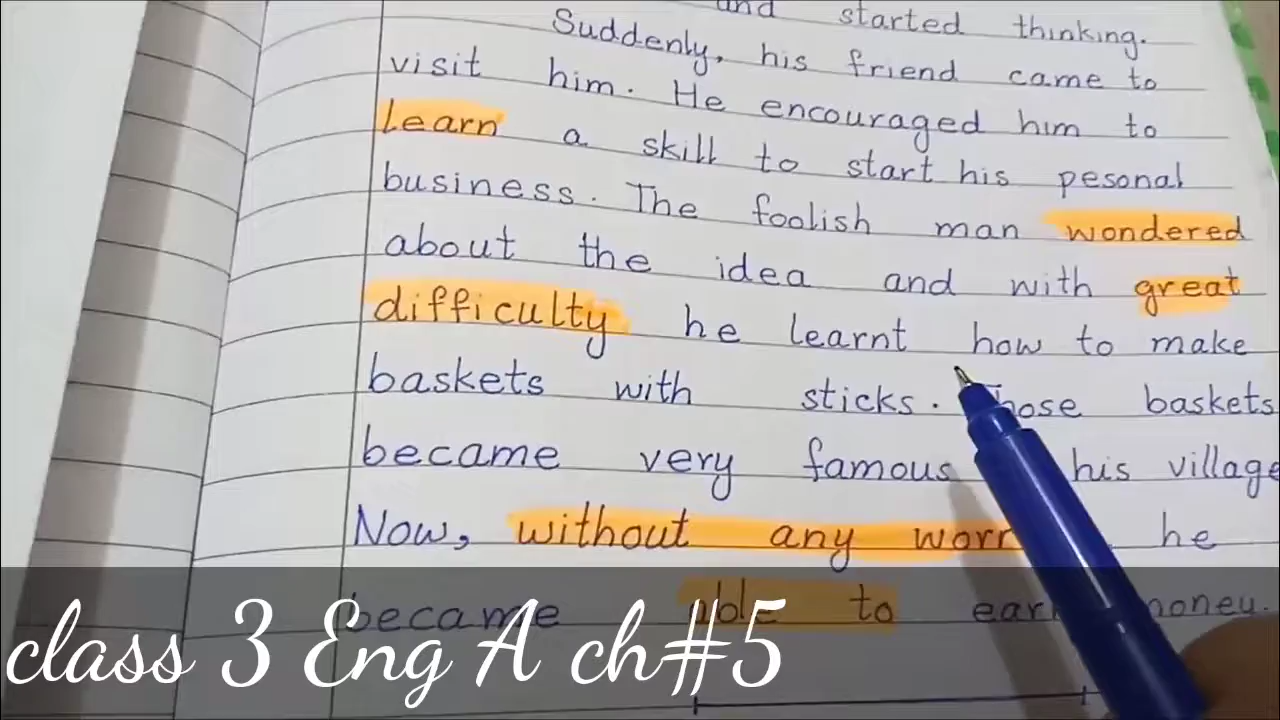 and started thinking.
Suddenly, his friend came to
visit him. He encouraged him to
learn a skill to start his pesonal
business. The foolish man wondered
about the idea and with great
difficulty he learnt how to make
baskets with sticks. Those baskets
became very famous his village
Now, without any he
became able to money.
class 3 Eng A ch#5